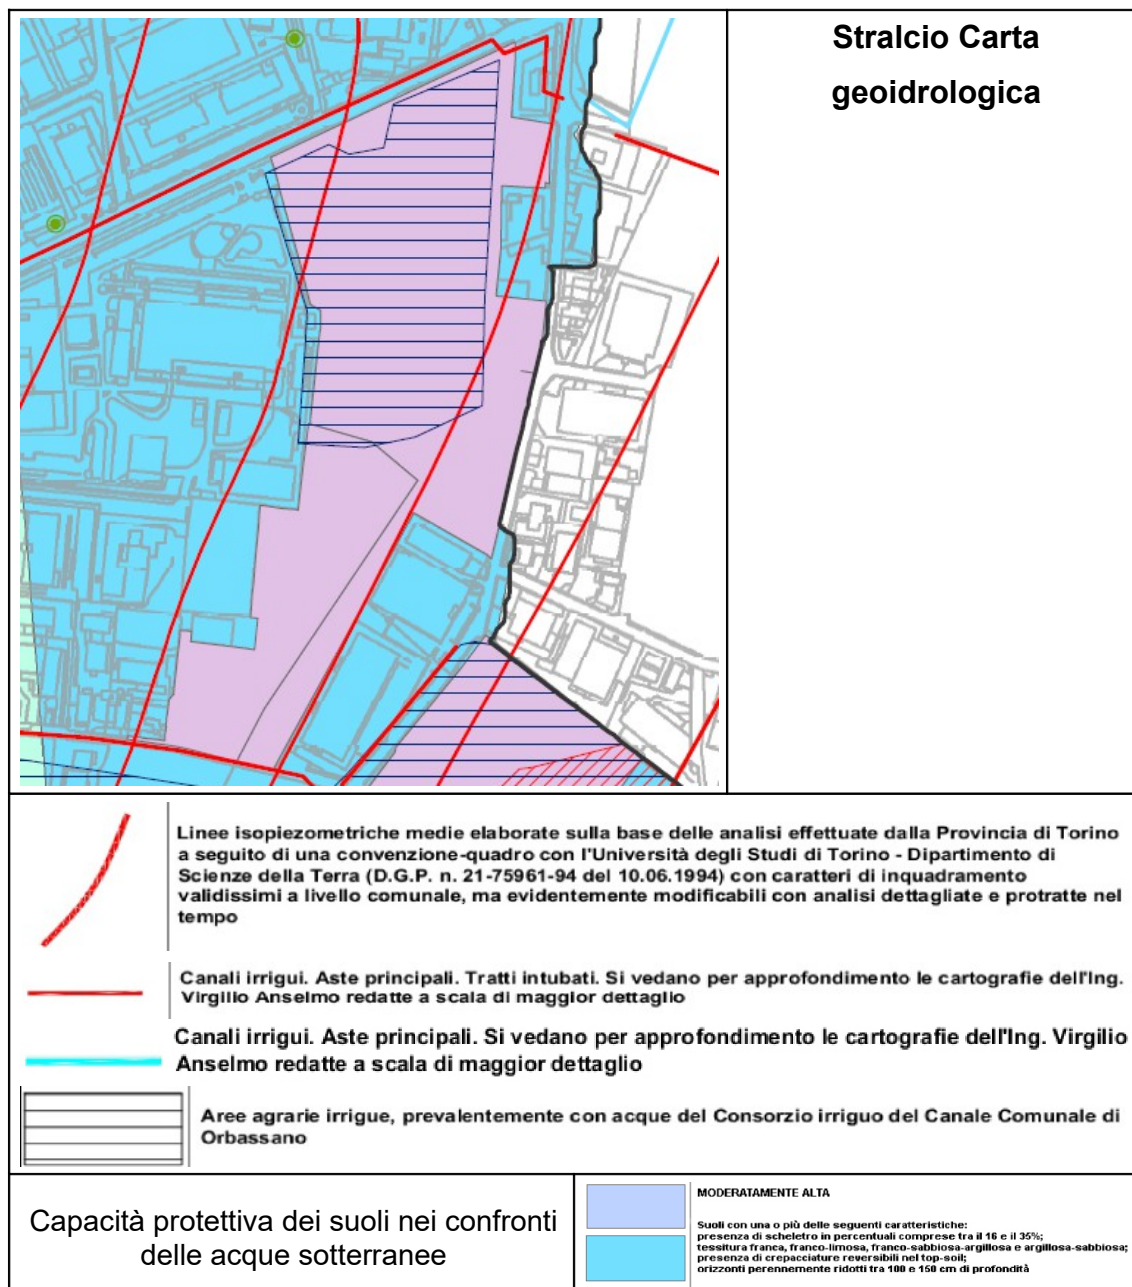 Stralcio Carta
geoidrologica
Linee isopiezometriche medie elaborate sulla base delle analisi effettuate dalla Provincia di Torino
a seguito di una convenzione-quadro con l'Università degli Studi di Torino - Dipartimento di
Scienze della Terra (D.G.P. n. 21-75961-94 del 10.06.1994) con caratteri di inquadramento
validissimi a livello comunale, ma evidentemente modificabili con analisi dettagliate e protratte nel
tempo
Canali irrigui. Aste principali. Tratti intubati. Si vedano per approfondimento le cartografie dell'Ing.
Virgilio Anselmo redatte a scala di maggior dettaglio
Canali irrigui. Aste principali. Si vedano per approfondimento le cartografie dell'Ing. Virgilio
Anselmo redatte a scala di maggior dettaglio
Aree agrarie irrigue, prevalentemente con acque del Consorzio irriguo del Canale Comunale di
Orbassano
Capacità protettiva dei suoli nei confronti
delle acque sotterranee
MODERATAMENTE ALTA
Suoli con una o più delle seguenti caratteristiche:
presenza di scheletro in percentuali comprese tra il 16 e il 35%;
tessitura franca, franco-limosa, franco-sabbiosa-argillosa e argillosa-sabbiosa;
presenza di crepacciature reversibili nel top-soil;
orizzonti perennemente ridotti tra 100 e 150 cm di profondità